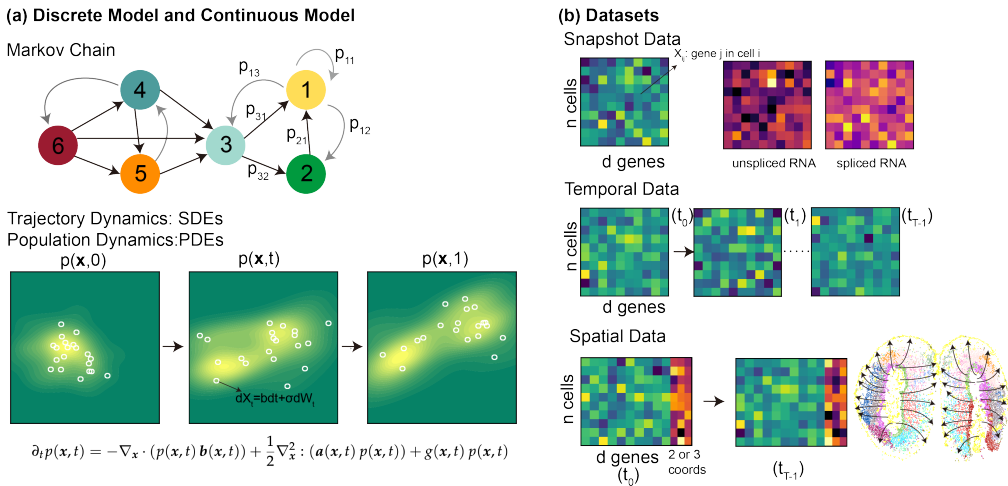 (a) Discrete Model and Continuous Model
Markov Chain
p₁₁
p₁₃
4
1
p₁₂
6
3
p₃₁
p₂₁
5
p₃₂
2
Trajectory Dynamics: SDEs
Population Dynamics:PDEs
p(x,0)
p(x,t)
p(x,1)
dXₜ=bdt+σdWₜ
∂ₜp(x,t) = −∇ₓ · (p(x,t) b(x,t)) + 1/2 ∇ₓ² : (a(x,t) p(x,t)) + g(x,t) p(x,t)
(b) Datasets
Snapshot Data
Xᵢⱼ: gene j in cell i
n cells
d genes
unspliced RNA
spliced RNA
Temporal Data
(t₀)
(t₁)
(t_{T-1})
n cells
d genes
Spatial Data
n cells
d genes
(t₀)
2 or 3
coords
(t_{T-1})